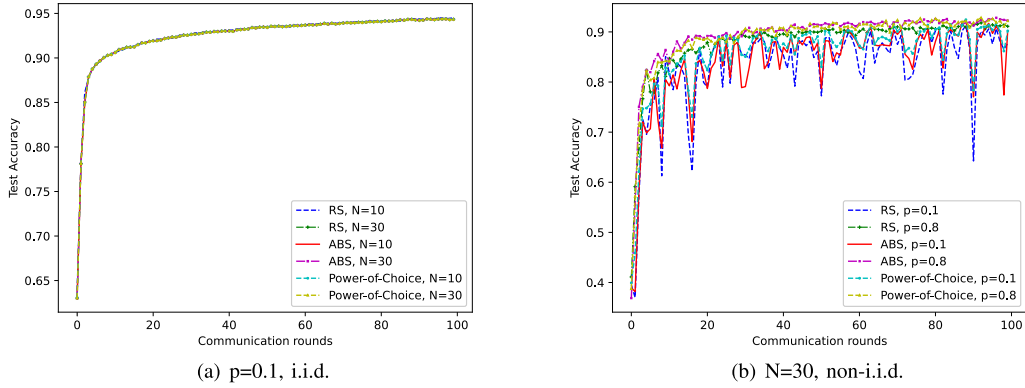 0.95
0.90
0.85
0.80
0.75
0.70
0.65
Test Accuracy
0 20 40 60 80 100
Communication rounds
RS, N=10
RS, N=30
ABS, N=10
ABS, N=30
Power-of-Choice, N=10
Power-of-Choice, N=30
(a) p=0.1, i.i.d.
0.9
0.8
0.7
0.6
0.5
0.4
Test Accuracy
0 20 40 60 80 100
Communication rounds
RS, p=0.1
RS, p=0.8
ABS, p=0.1
ABS, p=0.8
Power-of-Choice, p=0.1
Power-of-Choice, p=0.8
(b) N=30, non-i.i.d.